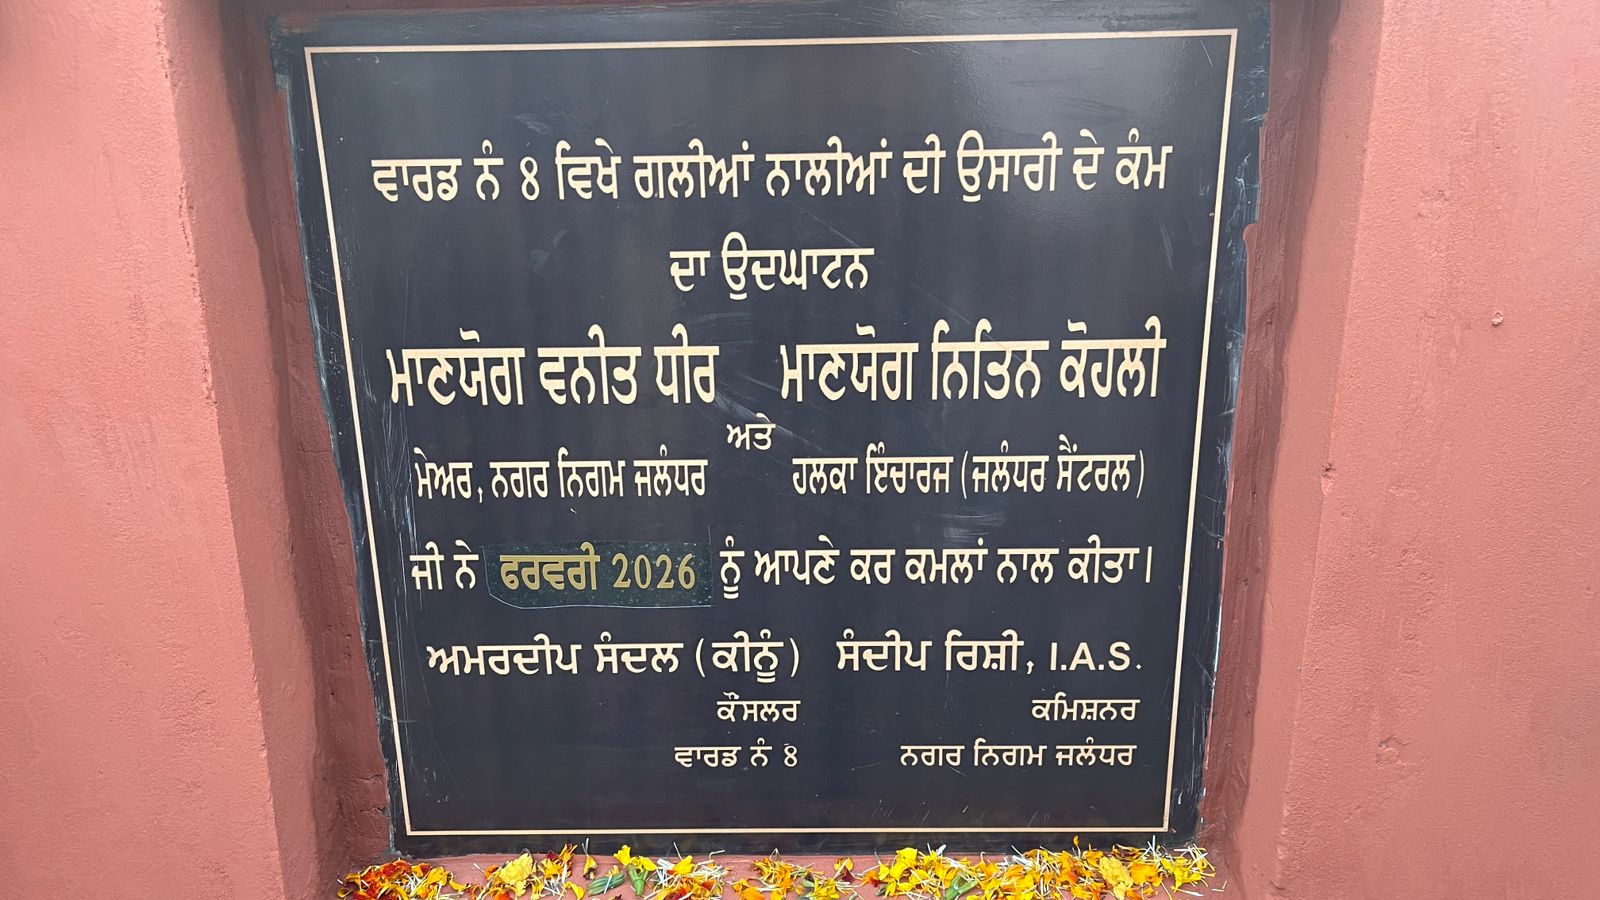 ਵਾਰਡ ਨੰ 8 ਵਿਖੇ ਗਲੀਆਂ ਨਾਲੀਆਂ ਦੀ ਉਸਾਰੀ ਦੇ ਕੰਮ
ਦਾ ਉਦਘਾਟਨ
ਮਾਣਯੋਗ ਵਨੀਤ ਧੀਰ ਮਾਣਯੋਗ ਨਿਤਿਨ ਕੋਹਲੀ
ਅਤੇ
ਮੇਅਰ, ਨਗਰ ਨਿਗਮ ਜਲੰਧਰ ਹਲਕਾ ਇੰਚਾਰਜ (ਜਲੰਧਰ ਸੈਂਟਰਲ)
ਜੀ ਨੇ ਫਰਵਰੀ 2026 ਨੂੰ ਆਪਣੇ ਕਰ ਕਮਲਾਂ ਨਾਲ ਕੀਤਾ।
ਅਮਰਦੀਪ ਸੰਦਲ (ਕੀਨੂੰ) ਸੰਦੀਪ ਰਿਸ਼ੀ, I.A.S.
ਕੌਂਸਲਰ ਕਮਿਸ਼ਨਰ
ਵਾਰਡ ਨੰ 8 ਨਗਰ ਨਿਗਮ ਜਲੰਧਰ